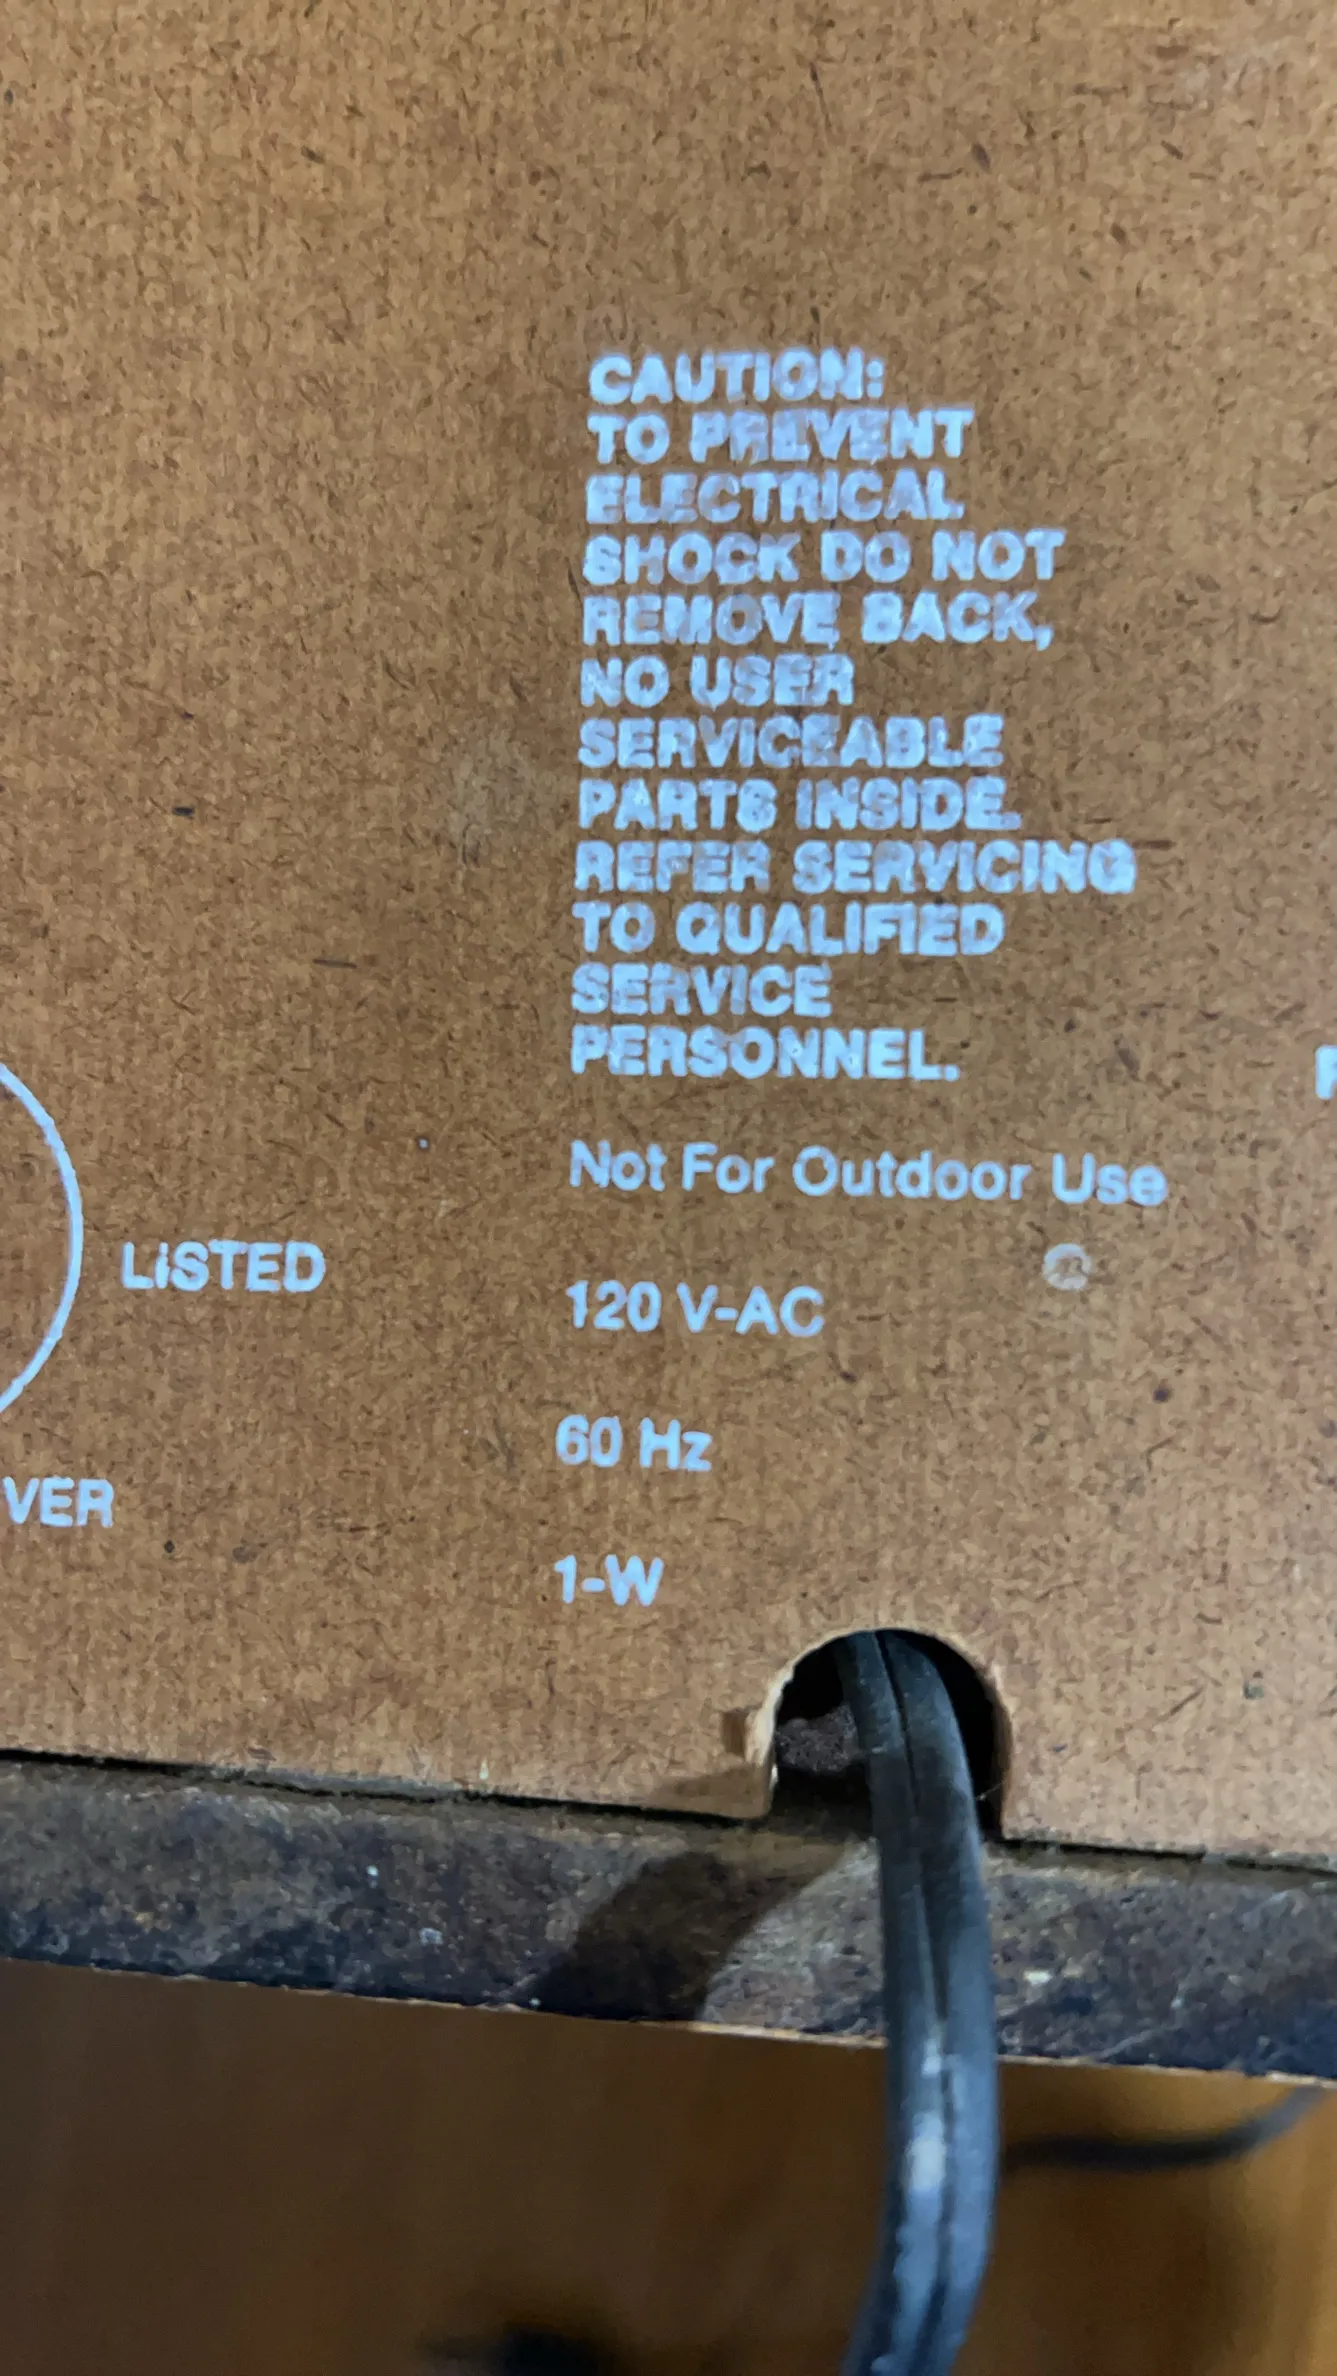 CAUTION:
TO PREVENT
ELECTRICAL
SHOCK DO NOT
REMOVE BACK,
NO USER
SERVICEABLE
PARTS INSIDE.
REFER SERVICING
TO QUALIFIED
SERVICE
PERSONNEL.
Not For Outdoor Use
LISTED
120 V-AC
60 Hz
VER
1-W